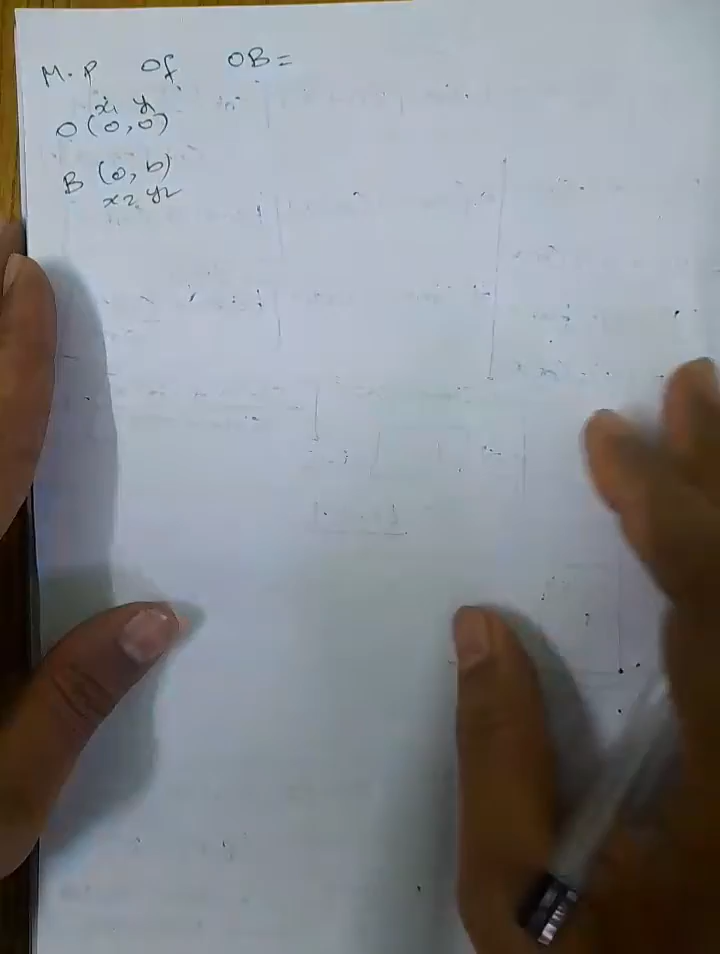 M.P of OB =
x1 y1
O (0,0)
B (0, b)
x2 y2